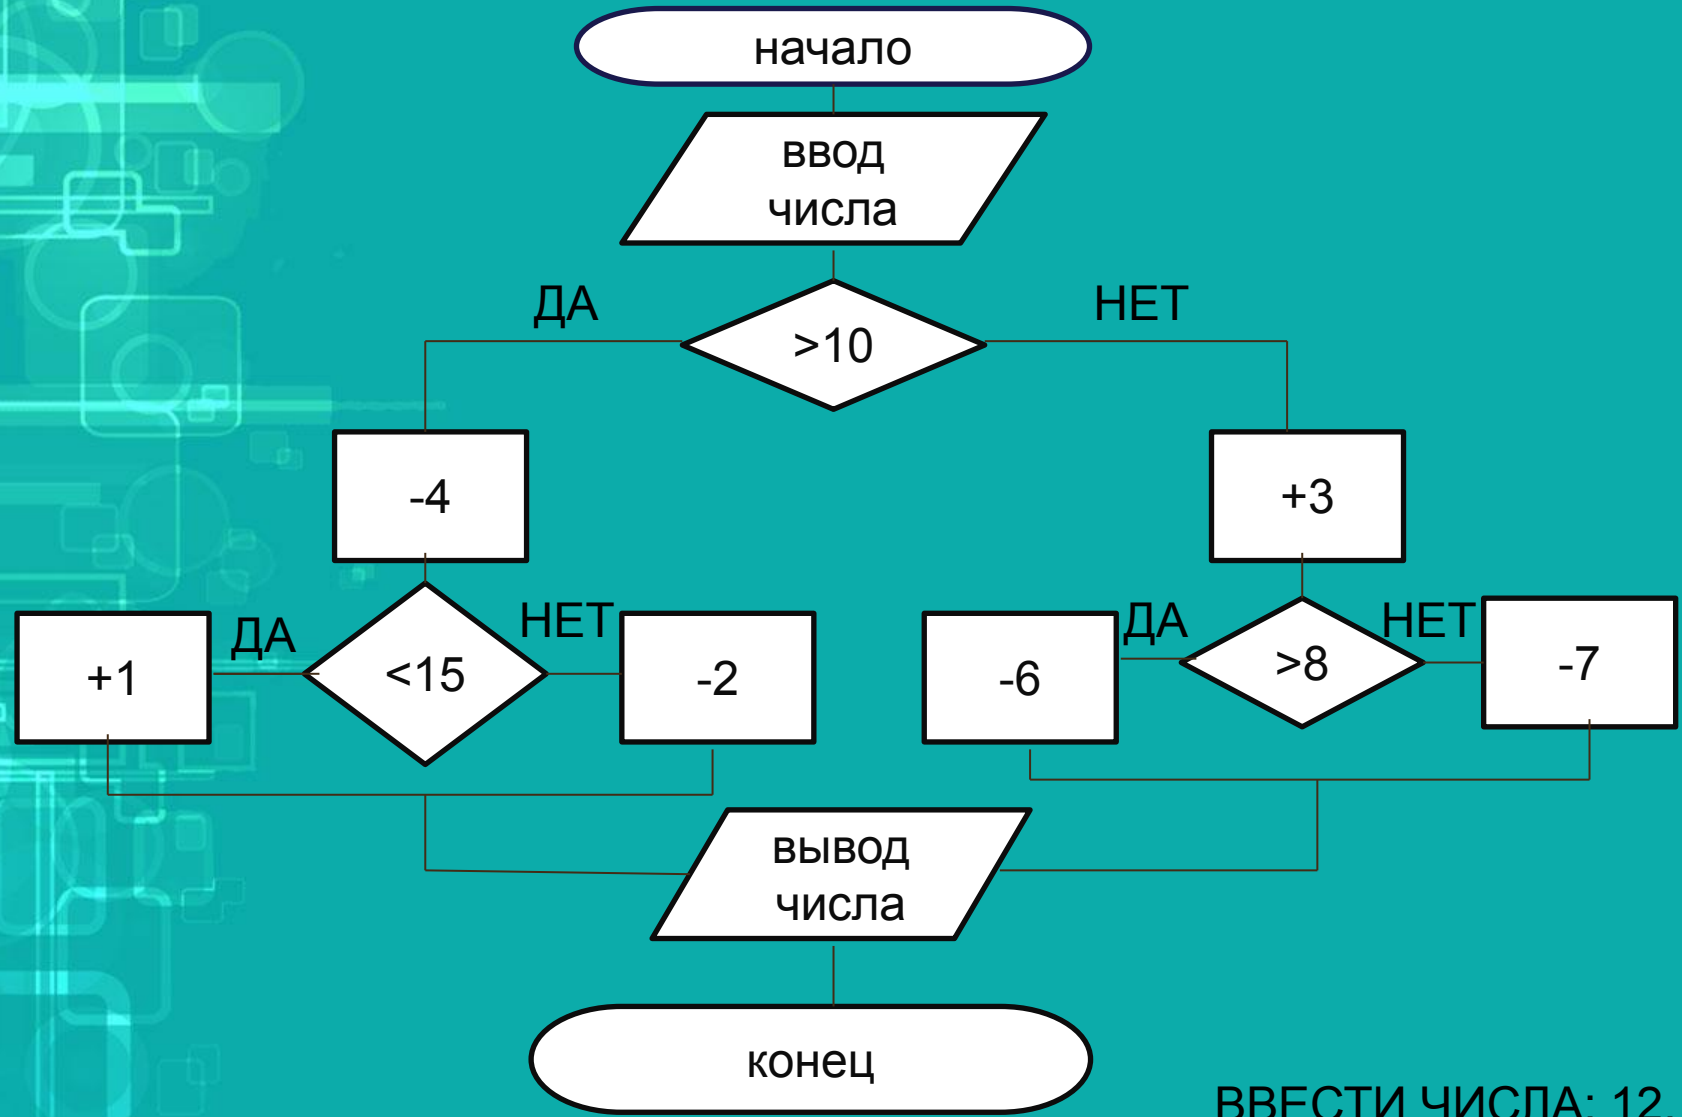 начало
ввод
числа
ДА
НЕТ
>10
-4
+3
+1
ДА
<15
НЕТ
-2
-6
ДА
>8
НЕТ
-7
вывод
числа
конец
ВВЕСТИ ЧИСЛА: 12,